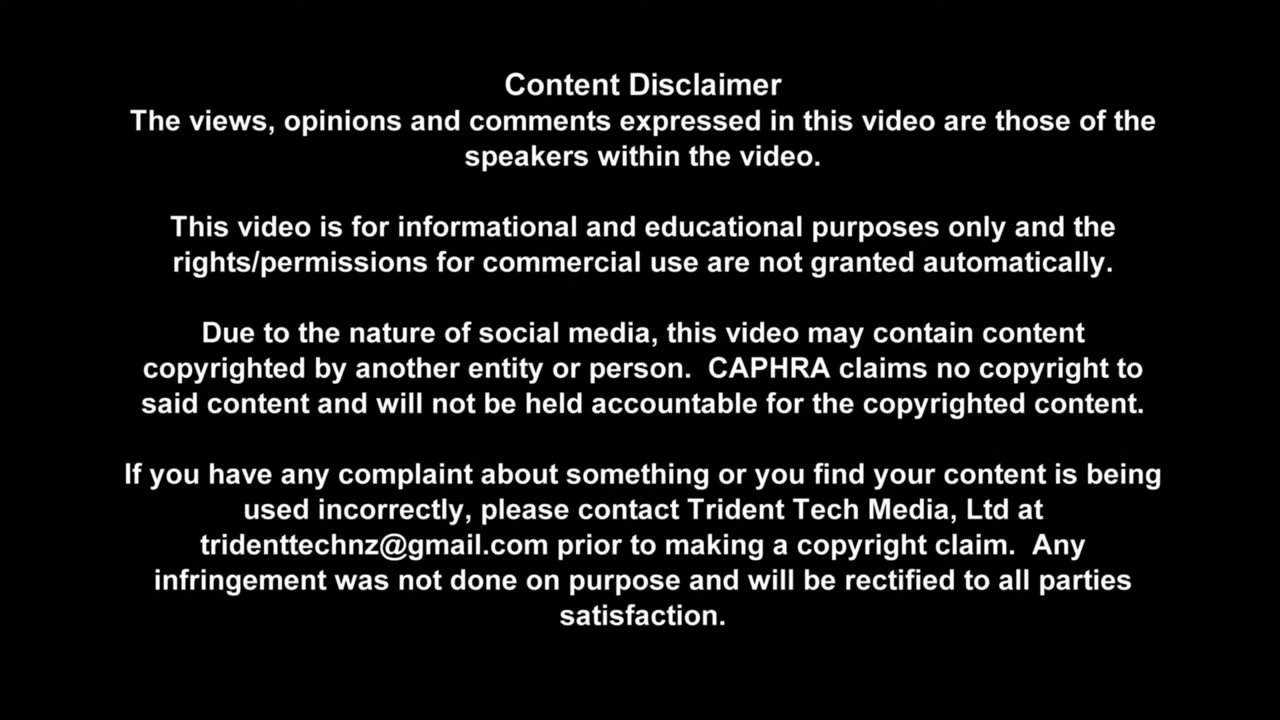 Content Disclaimer
The views, opinions and comments expressed in this video are those of the
speakers within the video.
This video is for informational and educational purposes only and the
rights/permissions for commercial use are not granted automatically.
Due to the nature of social media, this video may contain content
copyrighted by another entity or person.  CAPHRA claims no copyright to
said content and will not be held accountable for the copyrighted content.
If you have any complaint about something or you find your content is being
used incorrectly, please contact Trident Tech Media, Ltd at
tridenttechnz@gmail.com prior to making a copyright claim.  Any
infringement was not done on purpose and will be rectified to all parties
satisfaction.